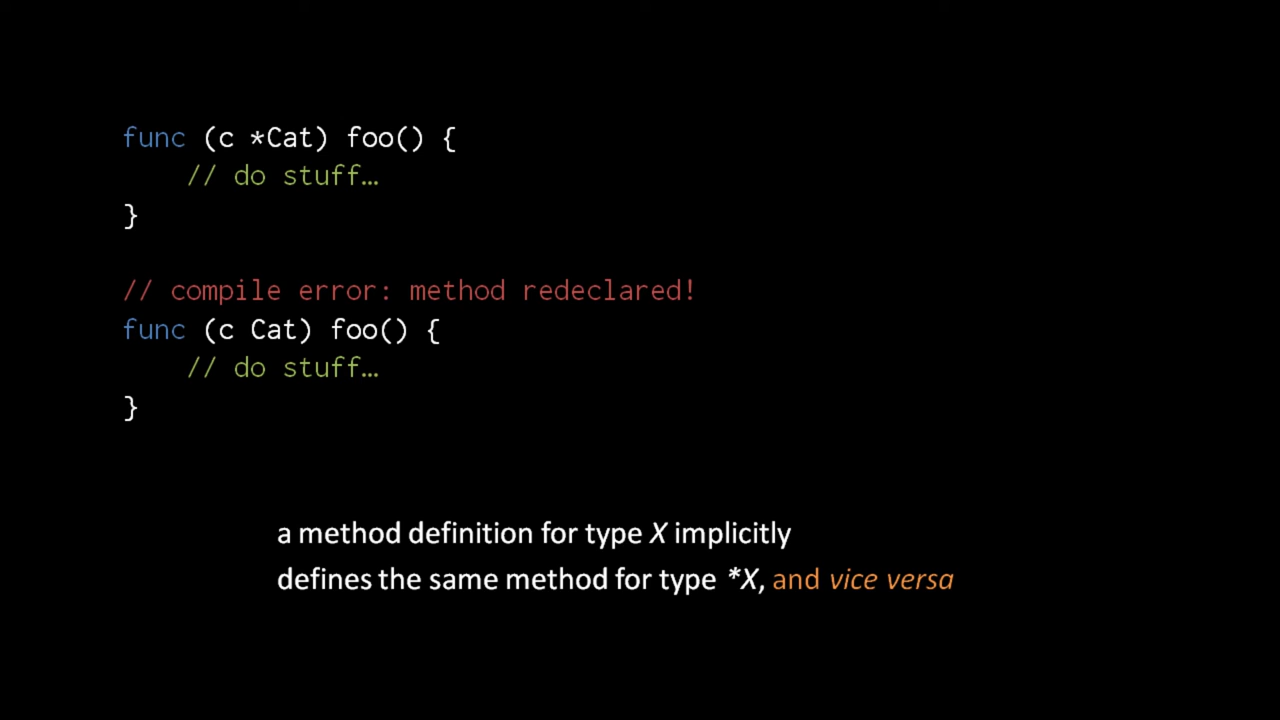 func (c *Cat) foo() {
    // do stuff…
}
// compile error: method redeclared!
func (c Cat) foo() {
    // do stuff…
}
a method definition for type X implicitly
defines the same method for type *X, and vice versa